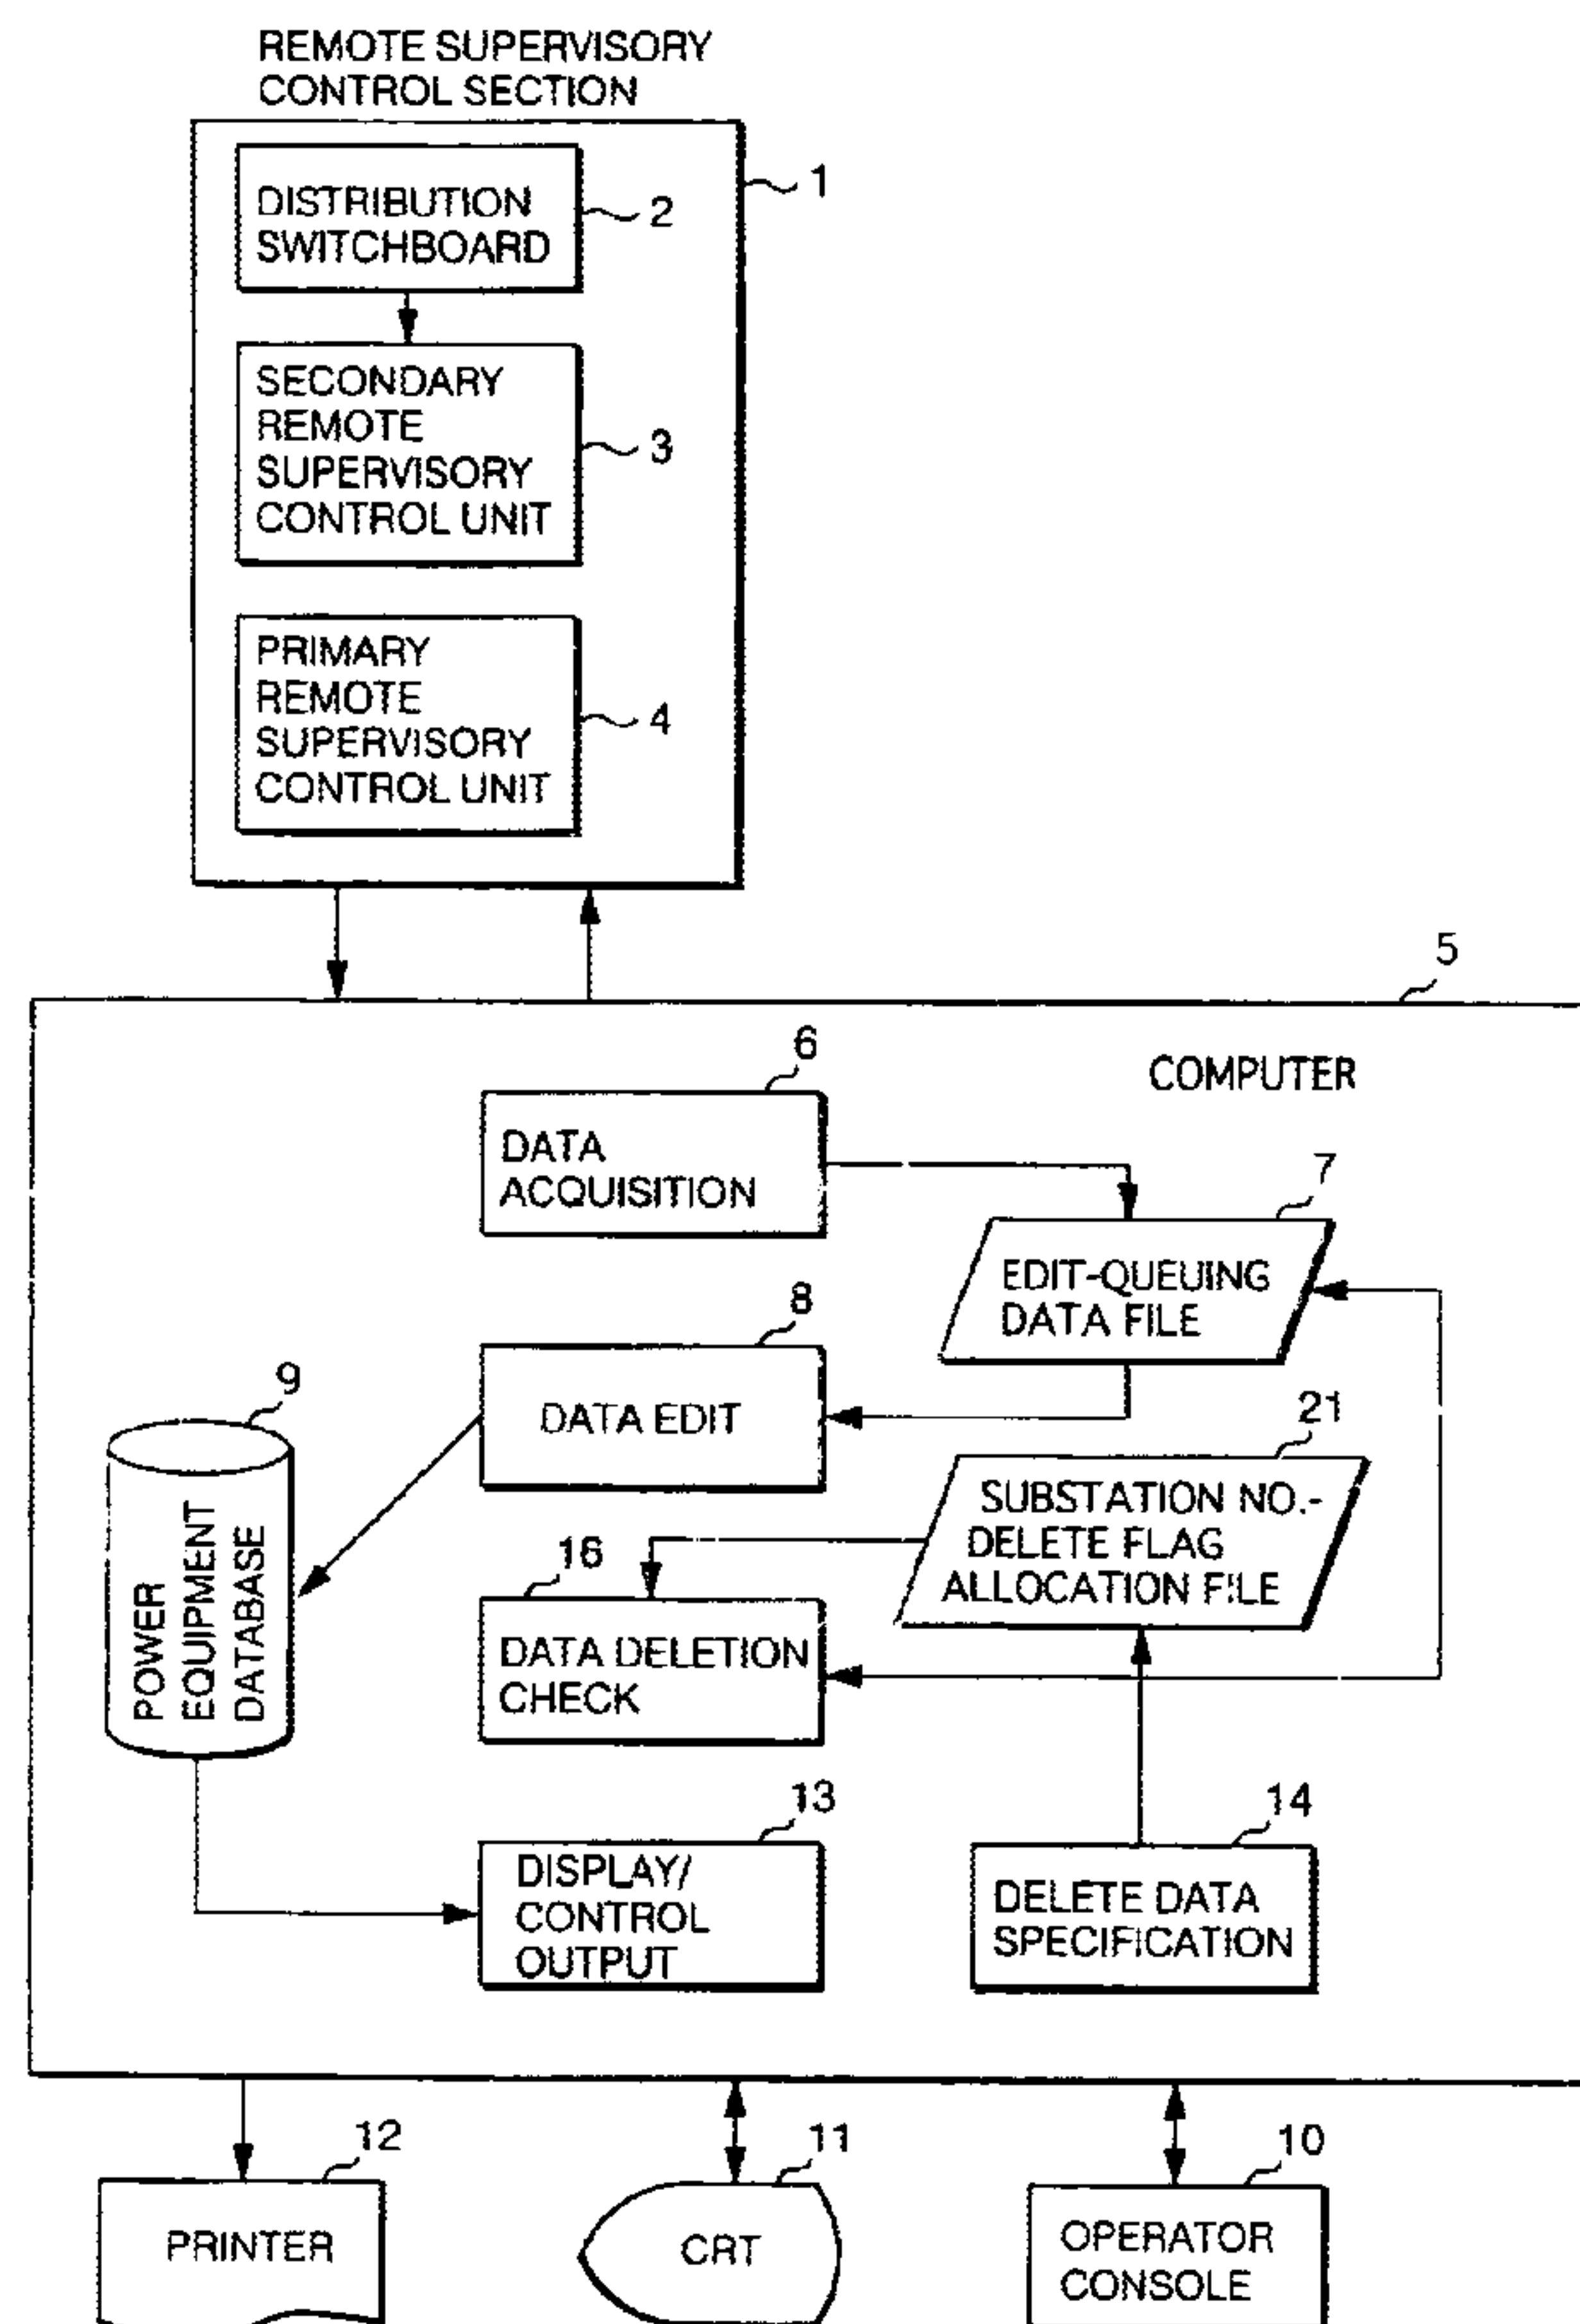 REMOTE SUPERVISORY
CONTROL SECTION
1
DISTRIBUTION
SWITCHBOARD
2
SECONDARY
REMOTE
SUPERVISORY
CONTROL UNIT
3
PRIMARY
REMOTE
SUPERVISORY
CONTROL UNIT
4
5
COMPUTER
6
DATA
ACQUISITION
7
EDIT-QUEUING
DATA FILE
8
DATA EDIT
9
POWER
EQUIPMENT
DATABASE
21
SUBSTATION NO.-
DELETE FLAG
ALLOCATION FILE
16
DATA DELETION
CHECK
13
DISPLAY/
CONTROL
OUTPUT
14
DELETE DATA
SPECIFICATION
12
PRINTER
11
CRT
10
OPERATOR
CONSOLE